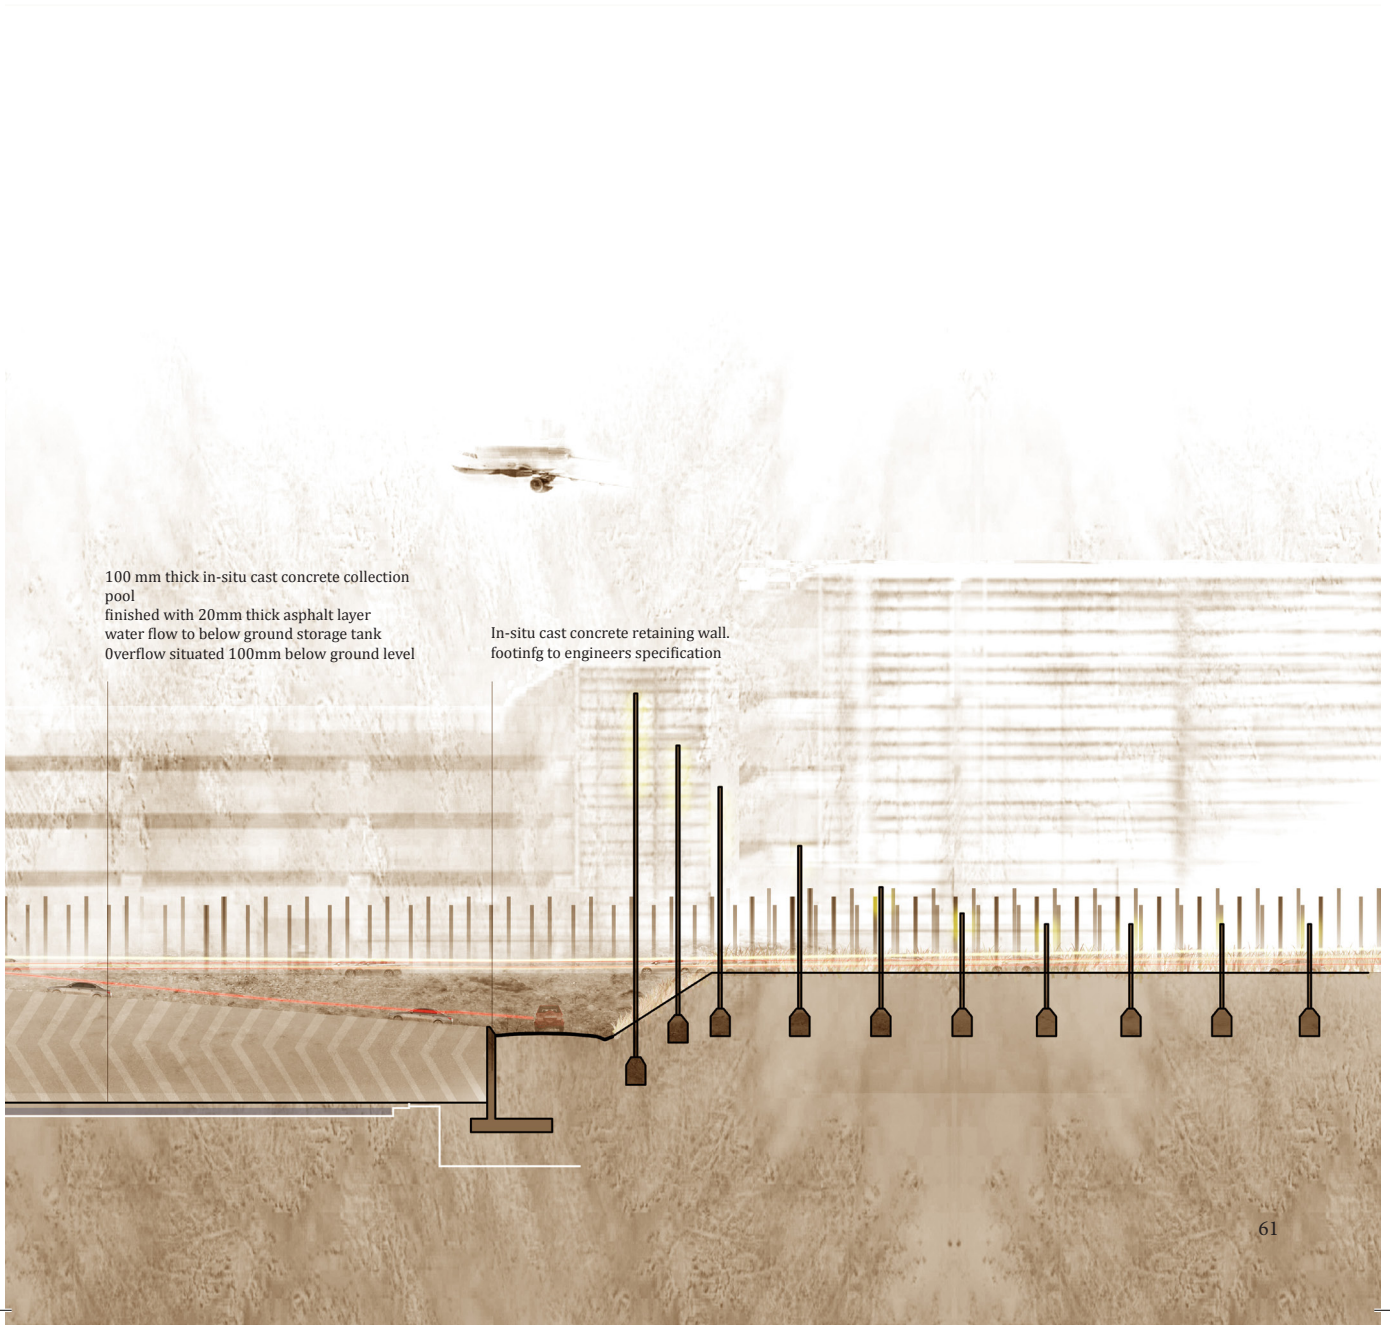 100 mm thick in-situ cast concrete collection
pool
finished with 20mm thick asphalt layer
water flow to below ground storage tank
0verflow situated 100mm below ground level
In-situ cast concrete retaining wall.
footinfg to engineers specification
61